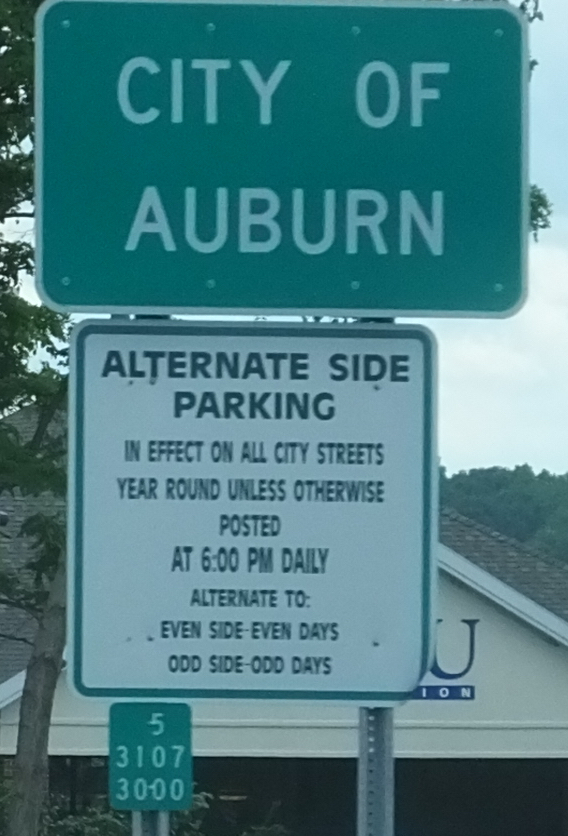 CITY OF
AUBURN
ALTERNATE SIDE
PARKING
IN EFFECT ON ALL CITY STREETS
YEAR ROUND UNLESS OTHERWISE
POSTED
AT 6:00 PM DAILY
ALTERNATE TO:
EVEN SIDE-EVEN DAYS
ODD SIDE-ODD DAYS
U
ION
5
3107
3000